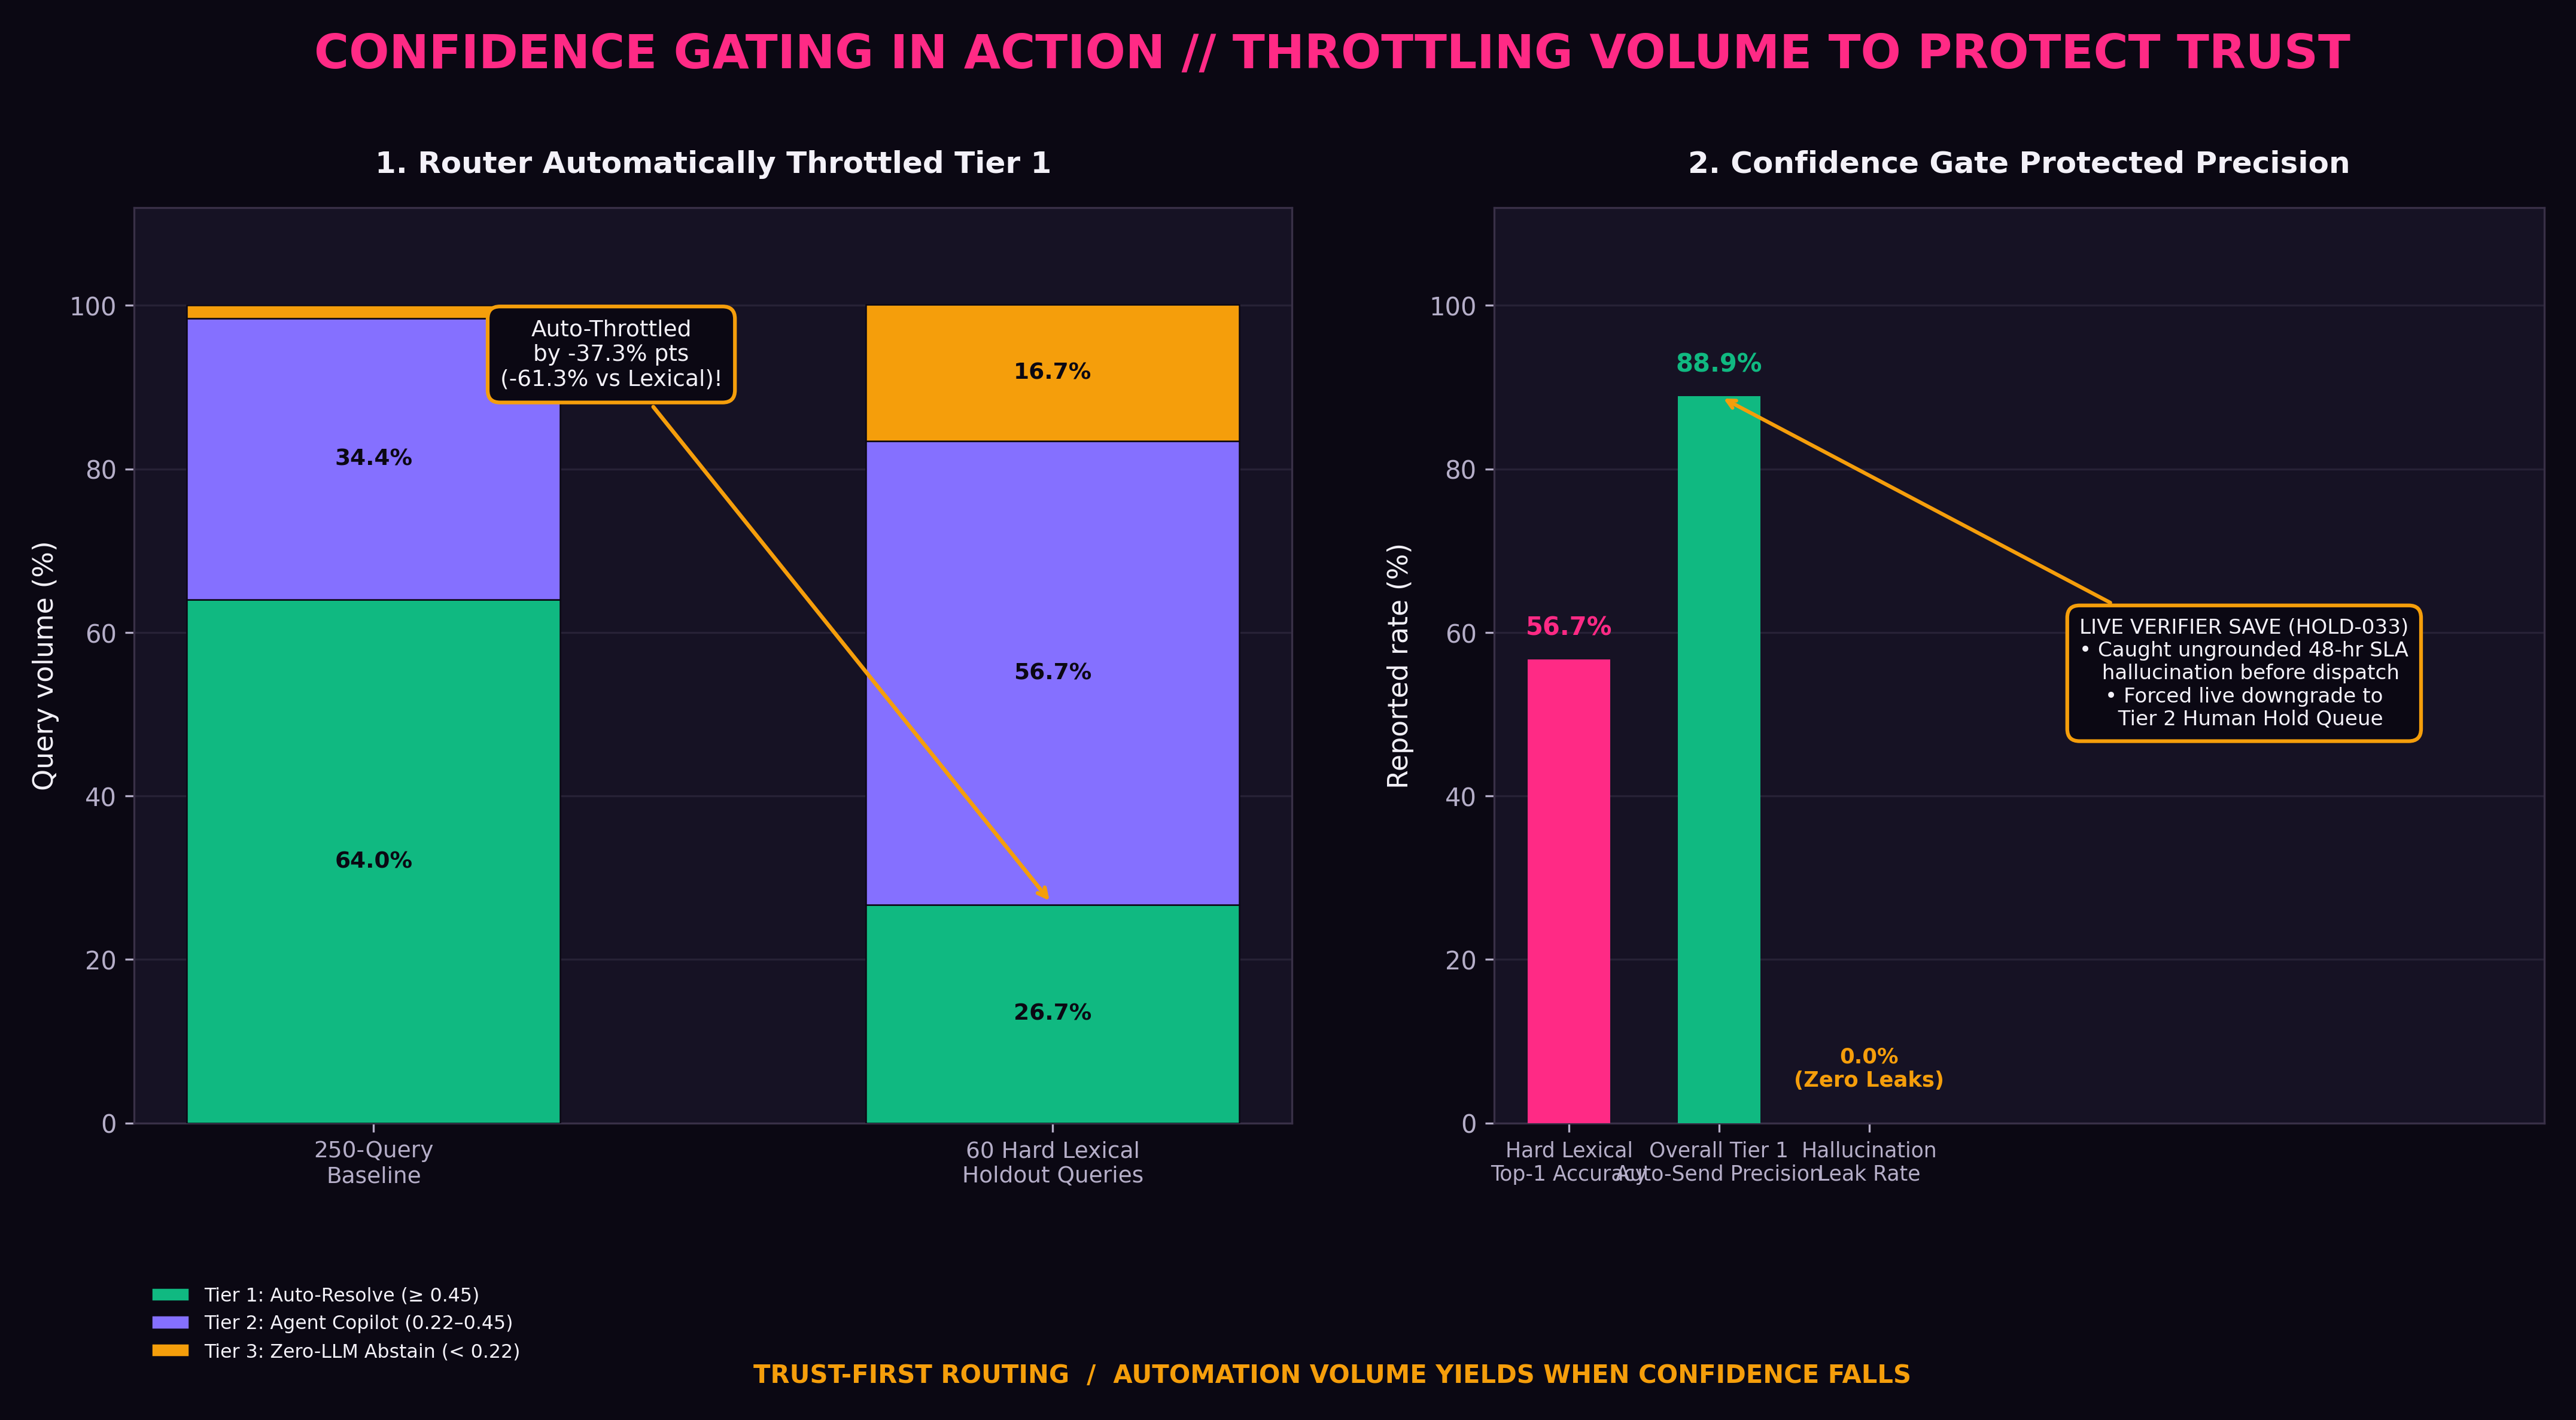 CONFIDENCE GATING IN ACTION // THROTTLING VOLUME TO PROTECT TRUST
1. Router Automatically Throttled Tier 1
Query volume (%)
100
80
60
40
20
0
Auto-Throttled
by -37.3% pts
(-61.3% vs Lexical)!
34.4%
64.0%
16.7%
56.7%
26.7%
250-Query
Baseline
60 Hard Lexical
Holdout Queries
Tier 1: Auto-Resolve (≥ 0.45)
Tier 2: Agent Copilot (0.22–0.45)
Tier 3: Zero-LLM Abstain (< 0.22)
2. Confidence Gate Protected Precision
Reported rate (%)
100
80
60
40
20
0
56.7%
88.9%
0.0%
(Zero Leaks)
LIVE VERIFIER SAVE (HOLD-033)
• Caught ungrounded 48-hr SLA
hallucination before dispatch
• Forced live downgrade to
Tier 2 Human Hold Queue
Hard Lexical
Top-1 Accuracy
Overall Tier 1
Auto-Send Precision
Hallucination
Leak Rate
TRUST-FIRST ROUTING / AUTOMATION VOLUME YIELDS WHEN CONFIDENCE FALLS